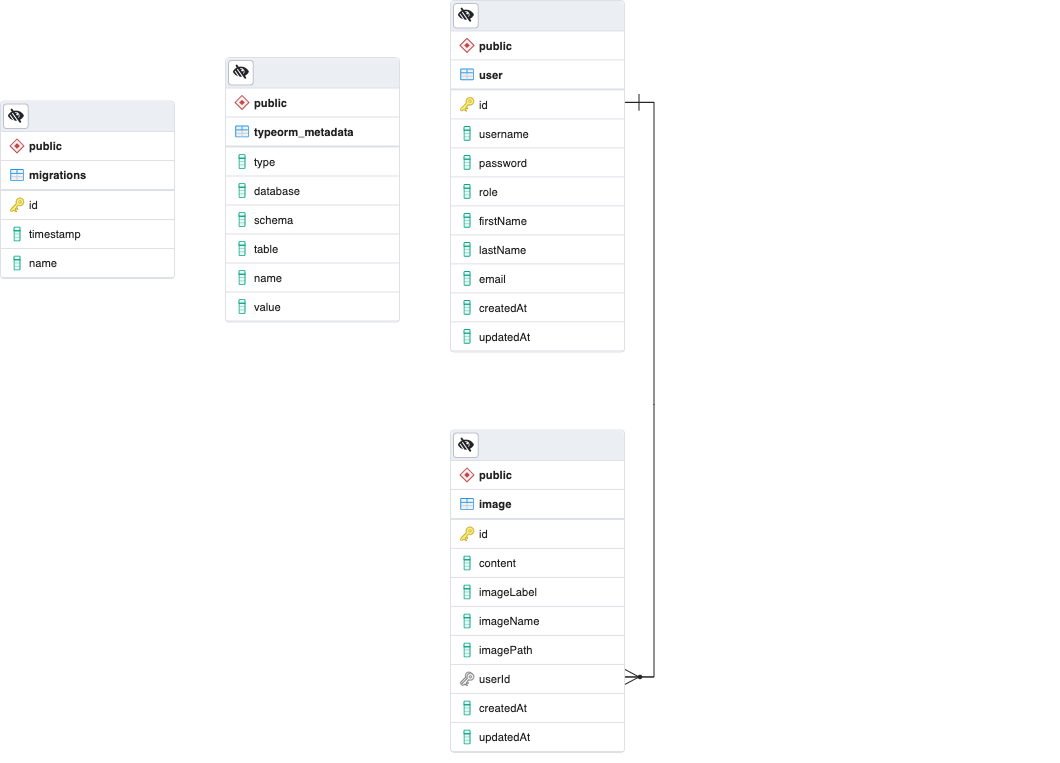 public
migrations
id
timestamp
name
public
typeorm_metadata
type
database
schema
table
name
value
public
user
id
username
password
role
firstName
lastName
email
createdAt
updatedAt
public
image
id
content
imageLabel
imageName
imagePath
userId
createdAt
updatedAt